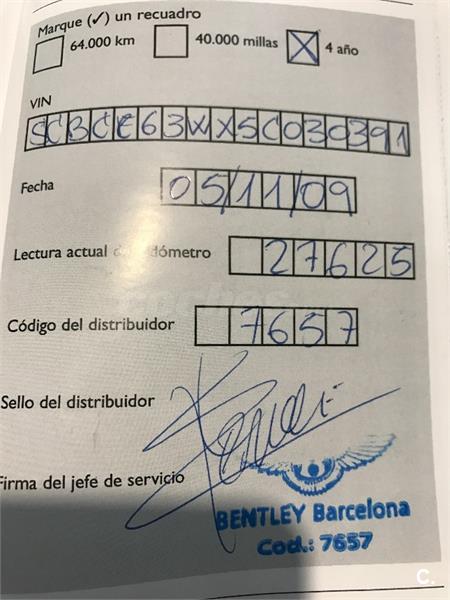 Marque (✓) un recuadro
64.000 km 40.000 millas X 4 año
VIN
SCBCE63WX5C030391
Fecha
05/11/09
Lectura actual del odómetro 27625
Código del distribuidor 7657
Sello del distribuidor
Firma del jefe de servicio
BENTLEY Barcelona
Cod.: 7657
C.